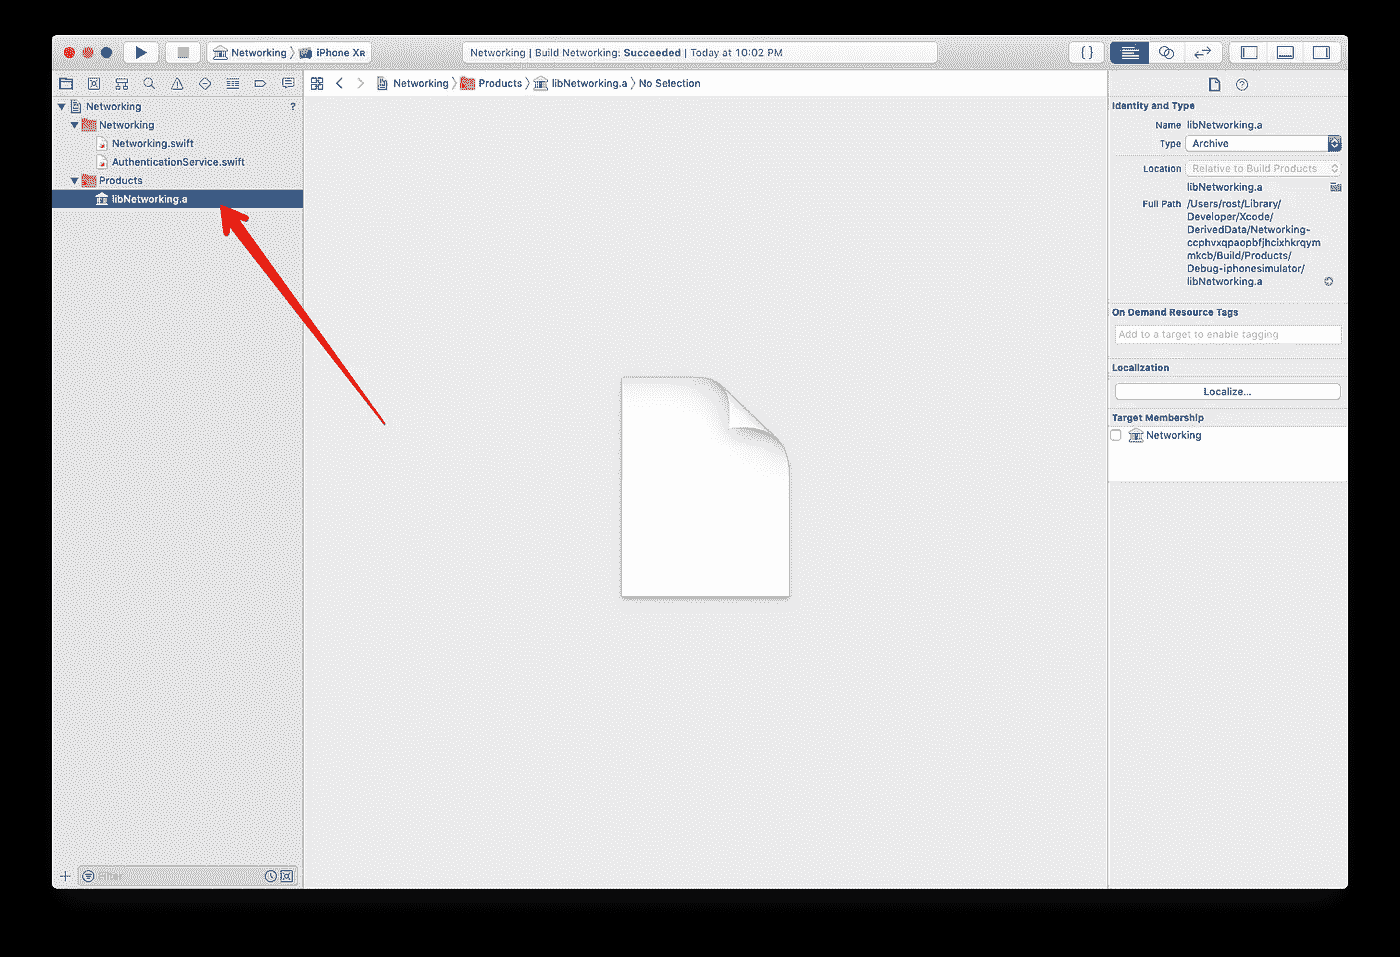 Networking 〉 iPhone XR
Networking | Build Networking: Succeeded | Today at 10:02 PM
{ }
Networking 〉 Products 〉 libNetworking.a 〉 No Selection
Networking ?
Networking
Networking.swift
AuthenticationService.swift
Products
libNetworking.a
Filter
Identity and Type
Name libNetworking.a
Type Archive
Location Relative to Build Products
libNetworking.a
Full Path /Users/rost/Library/
Developer/Xcode/
DerivedData/Networking-
ccphvxqpaopbfjhcixhkrqym
mkcb/Build/Products/
Debug-iphonesimulator/
libNetworking.a
On Demand Resource Tags
Add to a target to enable tagging
Localization
Localize...
Target Membership
Networking